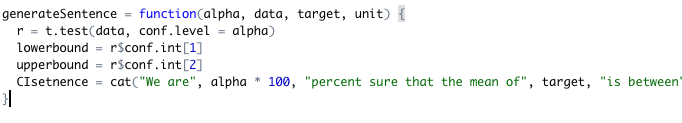 generateSentence = function(alpha, data, target, unit) {
r = t.test(data, conf.level = alpha)
lowerbound = r$conf.int[1]
upperbound = r$conf.int[2]
CIsetnence = cat("We are", alpha * 100, "percent sure that the mean of", target, "is between"
}